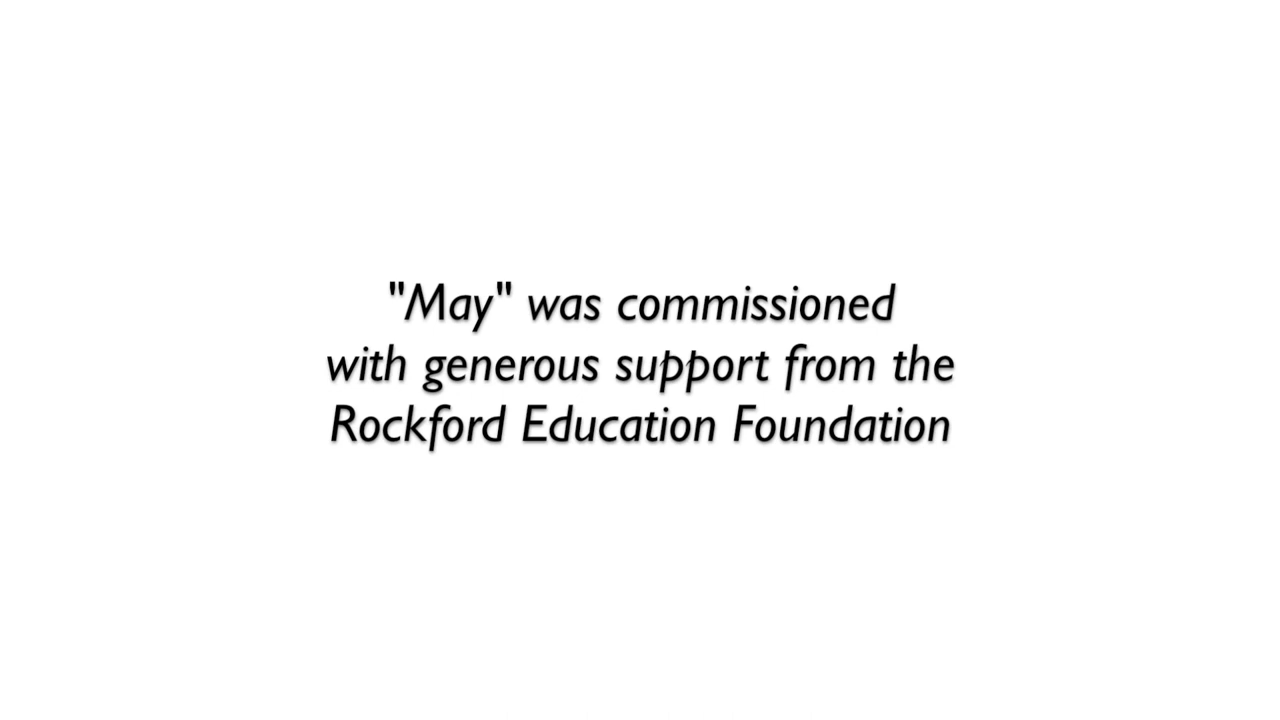 "May" was commissioned
with generous support from the
Rockford Education Foundation